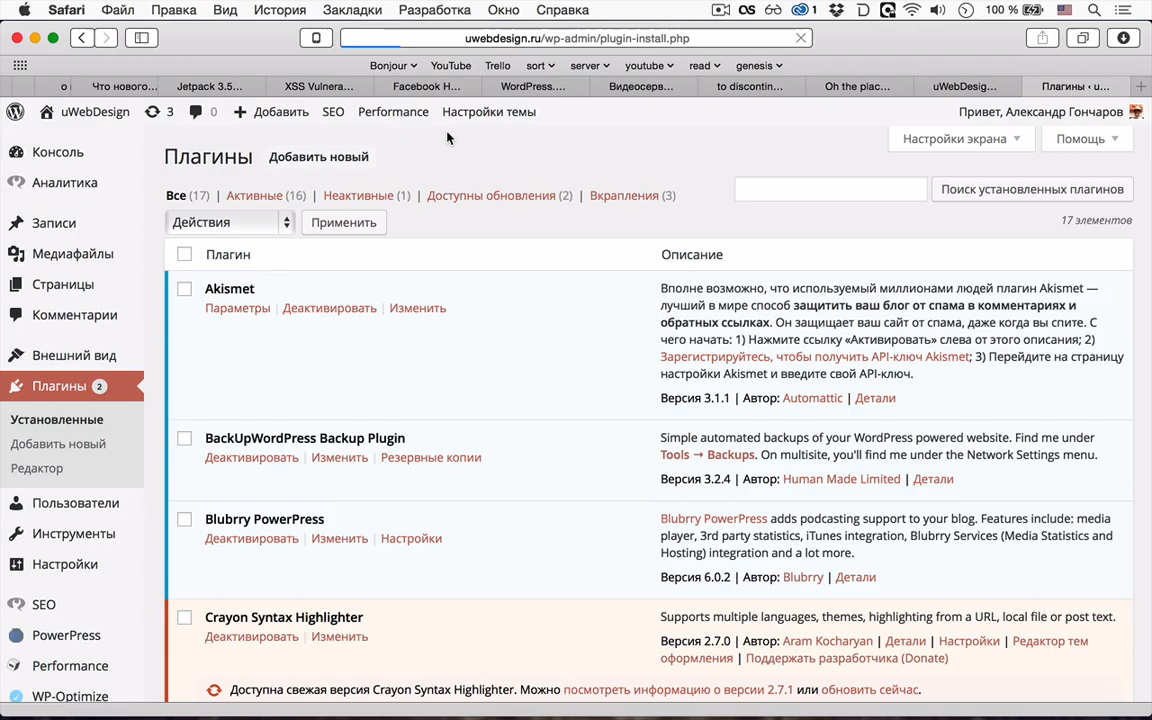 Safari Файл Правка Вид История Закладки Разработка Окно Справка 1 100 %
uwebdesign.ru/wp-admin/plugin-install.php
Bonjour YouTube Trello sort server youtube read genesis
о Что нового... Jetpack 3.5... XSS Vulnera... Facebook H... WordPress.... Видеосерв... to discontin... Oh the plac... uWebDesig... Плагины ‹ u...
uWebDesign 3 0 Добавить SEO Performance Настройки темы Привет, Александр Гончаров
Консоль
Аналитика
Записи
Медиафайлы
Страницы
Комментарии
Внешний вид
Плагины 2
Установленные
Добавить новый
Редактор
Пользователи
Инструменты
Настройки
SEO
PowerPress
Performance
WP-Optimize
Настройки экрана Помощь
Плагины Добавить новый
Все (17) | Активные (16) | Неактивные (1) | Доступны обновления (2) | Вкрапления (3)
Поиск установленных плагинов
Действия Применить
17 элементов
Плагин Описание
Akismet
Параметры | Деактивировать | Изменить
Вполне возможно, что используемый миллионами людей плагин Akismet —
лучший в мире способ защитить ваш блог от спама в комментариях и
обратных ссылках. Он защищает ваш сайт от спама, даже когда вы спите. С
чего начать: 1) Нажмите ссылку «Активировать» слева от этого описания; 2)
Зарегистрируйтесь, чтобы получить API-ключ Akismet; 3) Перейдите на страницу
настройки Akismet и введите свой API-ключ.
Версия 3.1.1 | Автор: Automattic | Детали
BackUpWordPress Backup Plugin
Деактивировать | Изменить | Резервные копии
Simple automated backups of your WordPress powered website. Find me under
Tools → Backups. On multisite, you'll find me under the Network Settings menu.
Версия 3.2.4 | Автор: Human Made Limited | Детали
Blubrry PowerPress
Деактивировать | Изменить | Настройки
Blubrry PowerPress adds podcasting support to your blog. Features include: media
player, 3rd party statistics, iTunes integration, Blubrry Services (Media Statistics and
Hosting) integration and a lot more.
Версия 6.0.2 | Автор: Blubrry | Детали
Crayon Syntax Highlighter
Деактивировать | Изменить
Supports multiple languages, themes, highlighting from a URL, local file or post text.
Версия 2.7.0 | Автор: Aram Kocharyan | Детали | Настройки | Редактор тем
оформления | Поддержать разработчика (Donate)
Доступна свежая версия Crayon Syntax Highlighter. Можно посмотреть информацию о версии 2.7.1 или обновить сейчас.